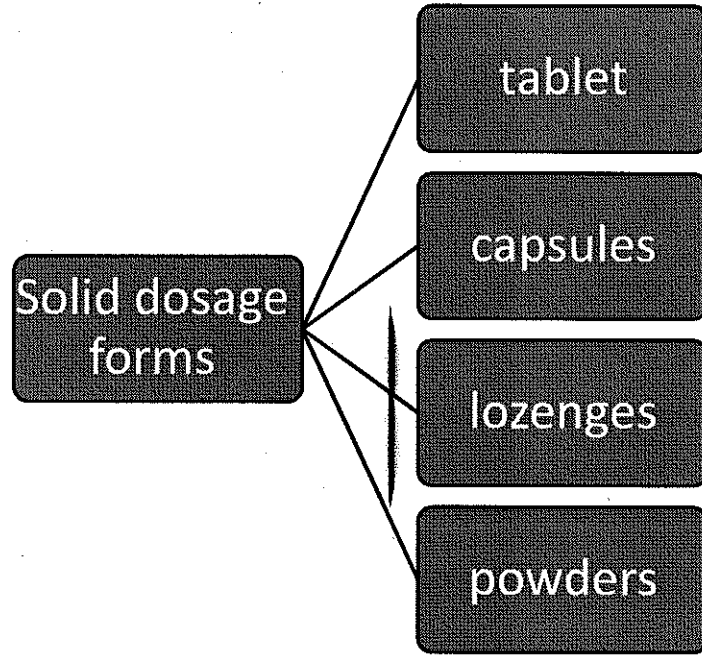 tablet
capsules
Solid dosage
forms
lozenges
powders